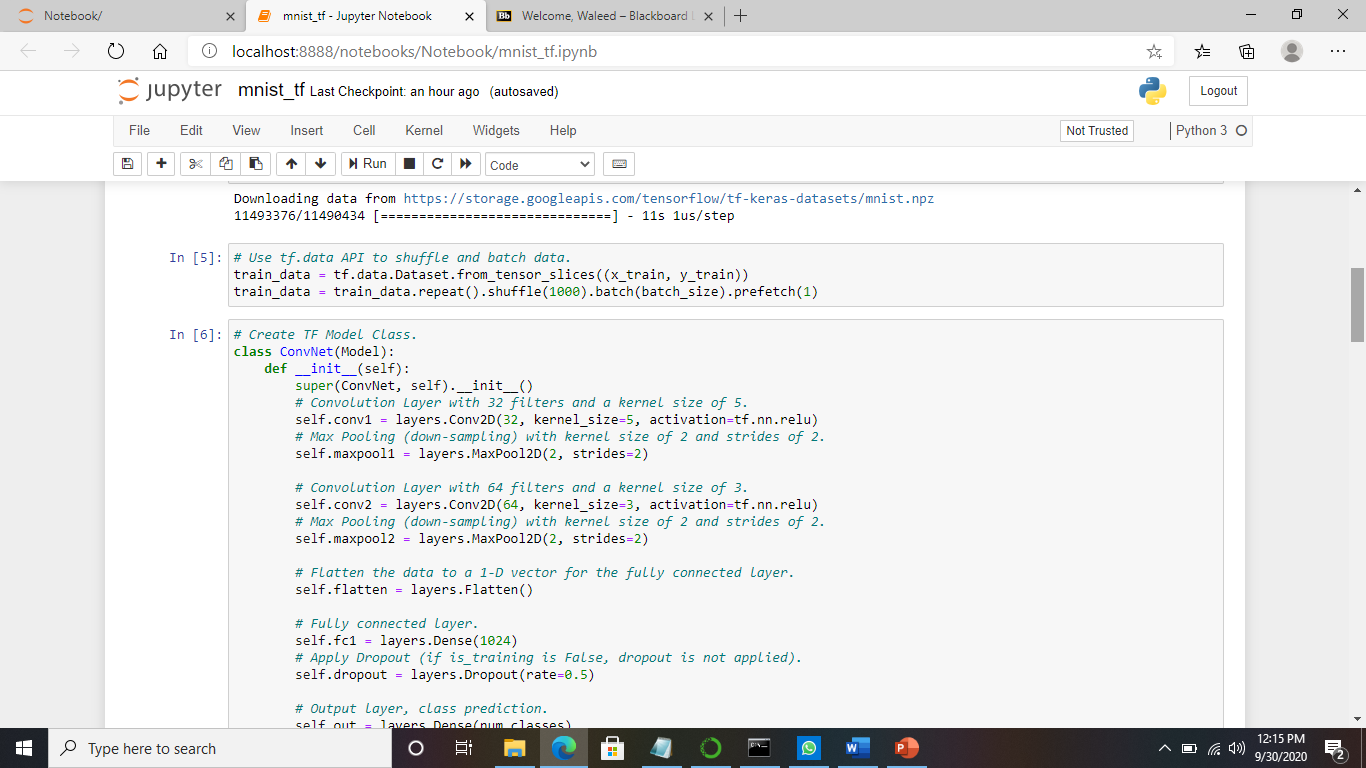 Notebook/
mnist_tf - Jupyter Notebook
Bb Welcome, Waleed – Blackboard
localhost:8888/notebooks/Notebook/mnist_tf.ipynb
jupyter mnist_tf Last Checkpoint: an hour ago (autosaved)
Logout
File Edit View Insert Cell Kernel Widgets Help
Not Trusted
Python 3
Run
Code
Downloading data from https://storage.googleapis.com/tensorflow/tf-keras-datasets/mnist.npz
11493376/11490434 [==============================] - 11s 1us/step
In [5]:
# Use tf.data API to shuffle and batch data.
train_data = tf.data.Dataset.from_tensor_slices((x_train, y_train))
train_data = train_data.repeat().shuffle(1000).batch(batch_size).prefetch(1)
In [6]:
# Create TF Model Class.
class ConvNet(Model):
    def __init__(self):
        super(ConvNet, self).__init__()
        # Convolution Layer with 32 filters and a kernel size of 5.
        self.conv1 = layers.Conv2D(32, kernel_size=5, activation=tf.nn.relu)
        # Max Pooling (down-sampling) with kernel size of 2 and strides of 2.
        self.maxpool1 = layers.MaxPool2D(2, strides=2)
        # Convolution Layer with 64 filters and a kernel size of 3.
        self.conv2 = layers.Conv2D(64, kernel_size=3, activation=tf.nn.relu)
        # Max Pooling (down-sampling) with kernel size of 2 and strides of 2.
        self.maxpool2 = layers.MaxPool2D(2, strides=2)
        # Flatten the data to a 1-D vector for the fully connected layer.
        self.flatten = layers.Flatten()
        # Fully connected layer.
        self.fc1 = layers.Dense(1024)
        # Apply Dropout (if is_training is False, dropout is not applied).
        self.dropout = layers.Dropout(rate=0.5)
        # Output layer, class prediction.
        self.out = layers.Dense(num_classes)
Type here to search
12:15 PM
9/30/2020
2